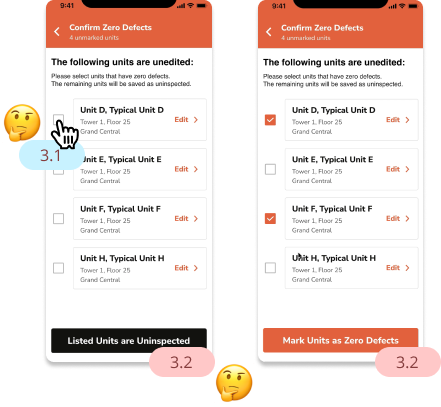 9:41
Confirm Zero Defects
4 unmarked units
The following units are unedited:
Please select units that have zero defects.
The remaining units will be saved as uninspected.
Unit D, Typical Unit D
Tower 1, Floor 25
Grand Central
Edit
Unit E, Typical Unit E
Tower 1, Floor 25
Grand Central
Edit
Unit F, Typical Unit F
Tower 1, Floor 25
Grand Central
Edit
Unit H, Typical Unit H
Tower 1, Floor 25
Grand Central
Edit
Listed Units are Uninspected
3.1
3.2
9:41
Confirm Zero Defects
4 unmarked units
The following units are unedited:
Please select units that have zero defects.
The remaining units will be saved as uninspected.
Unit D, Typical Unit D
Tower 1, Floor 25
Grand Central
Edit
Unit E, Typical Unit E
Tower 1, Floor 25
Grand Central
Edit
Unit F, Typical Unit F
Tower 1, Floor 25
Grand Central
Edit
Unit H, Typical Unit H
Tower 1, Floor 25
Grand Central
Edit
Mark Units as Zero Defects
3.2